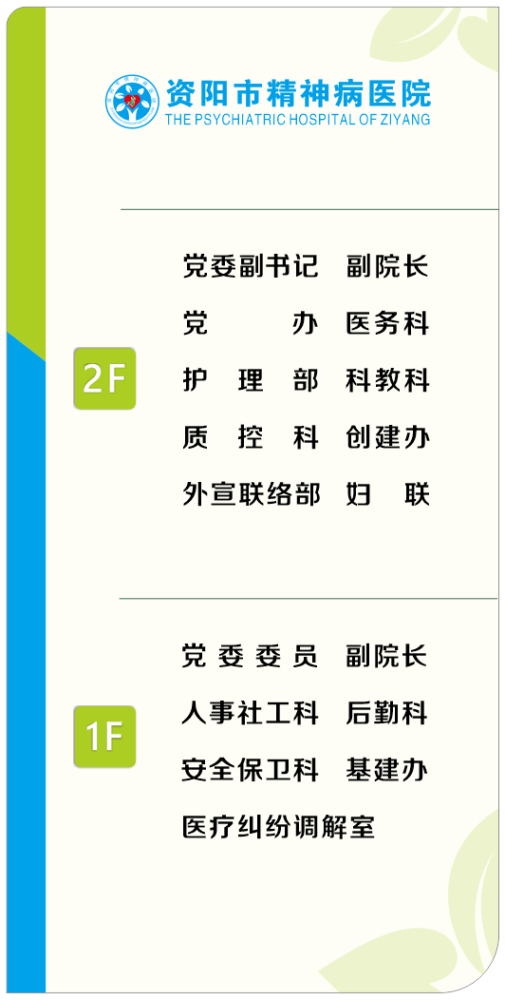 资阳市精神病医院
THE PSYCHIATRIC HOSPITAL OF ZIYANG
2F
党委副书记 副院长
党办 医务科
护理部 科教科
质控科 创建办
外宣联络部 妇联
1F
党委委员 副院长
人事社工科 后勤科
安全保卫科 基建办
医疗纠纷调解室